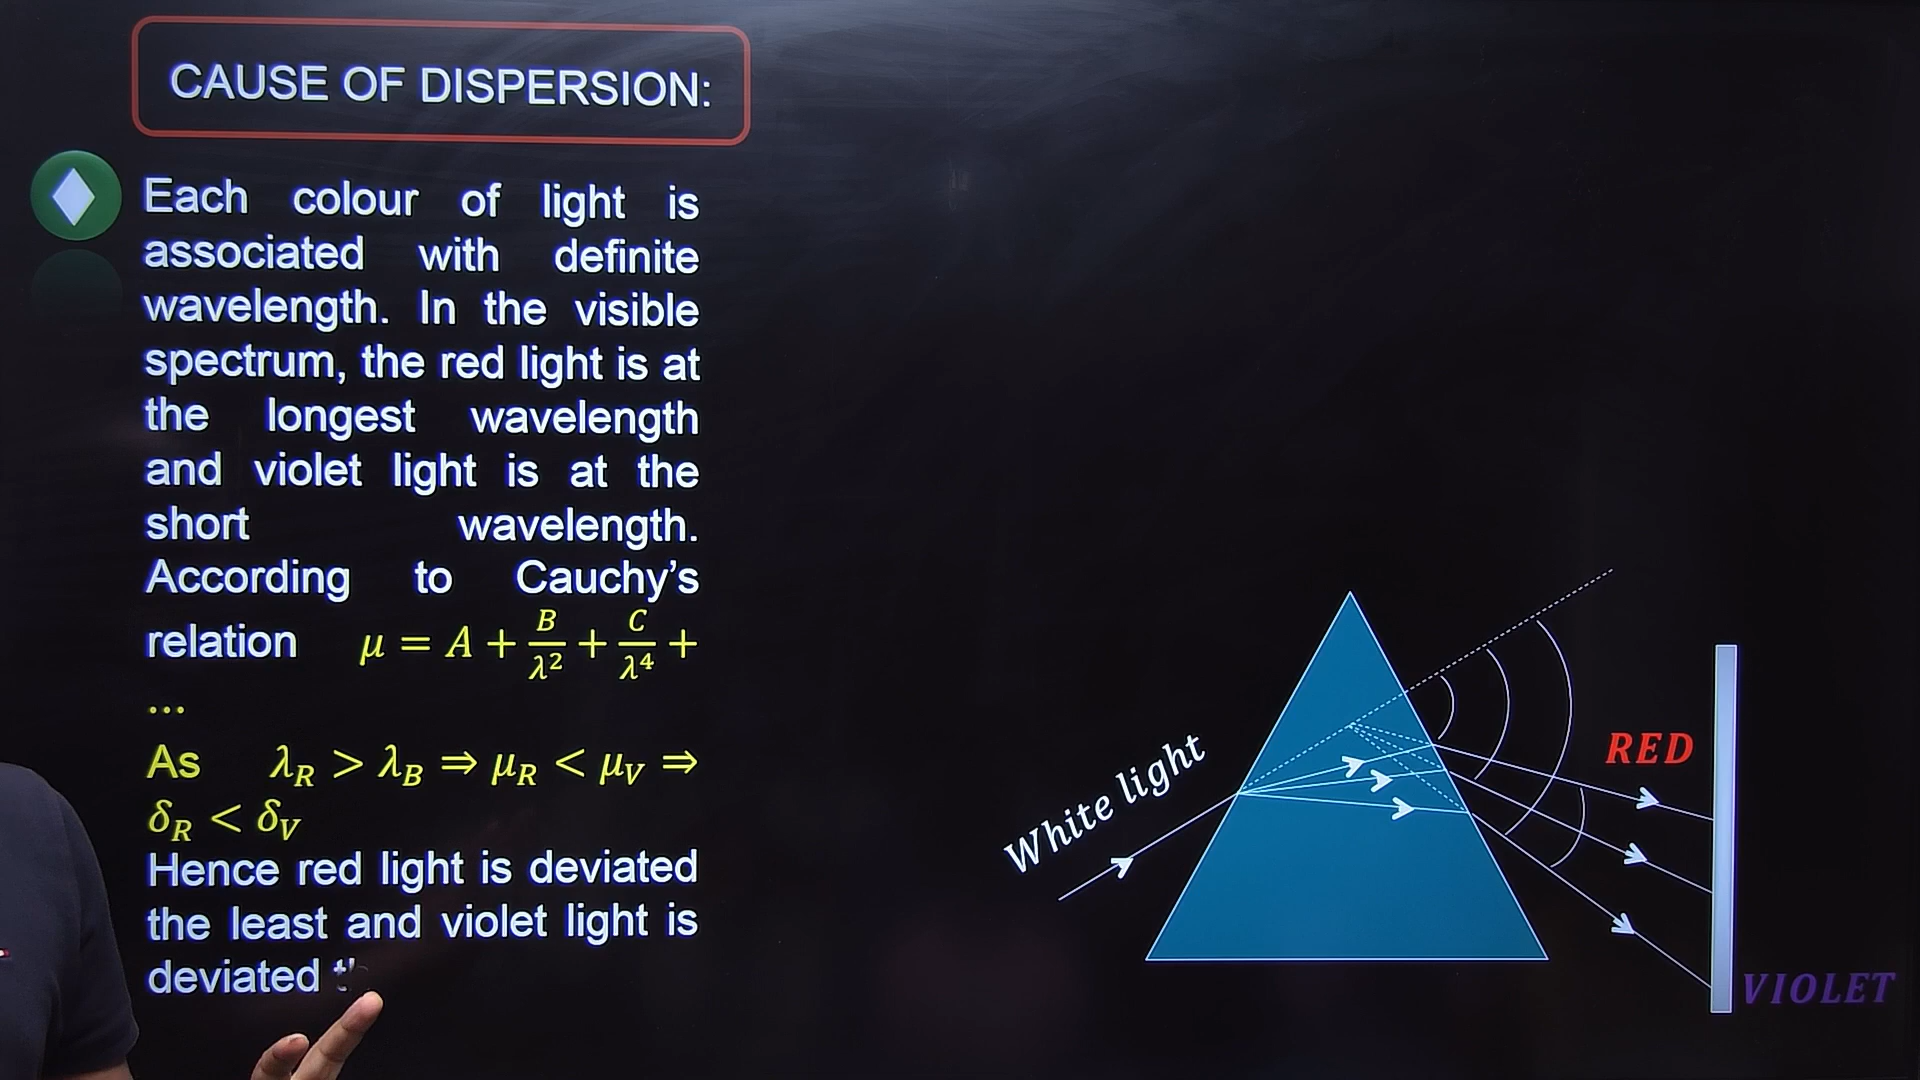 CAUSE OF DISPERSION:
Each colour of light is
associated with definite
wavelength. In the visible
spectrum, the red light is at
the longest wavelength
and violet light is at the
short wavelength.
According to Cauchy’s
relation μ = A + B/λ² + C/λ⁴ +
...
As λ_R > λ_B ⇒ μ_R < μ_V ⇒
δ_R < δ_V
Hence red light is deviated
the least and violet light is
deviated
White light
RED
VIOLET